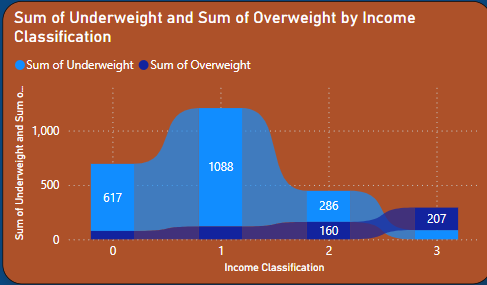 Sum of Underweight and Sum of Overweight by Income
Classification
Sum of Underweight Sum of Overweight
Sum of Underweight and Sum o...
1,000
500
0
617
1088
286
160
207
0 1 2 3
Income Classification